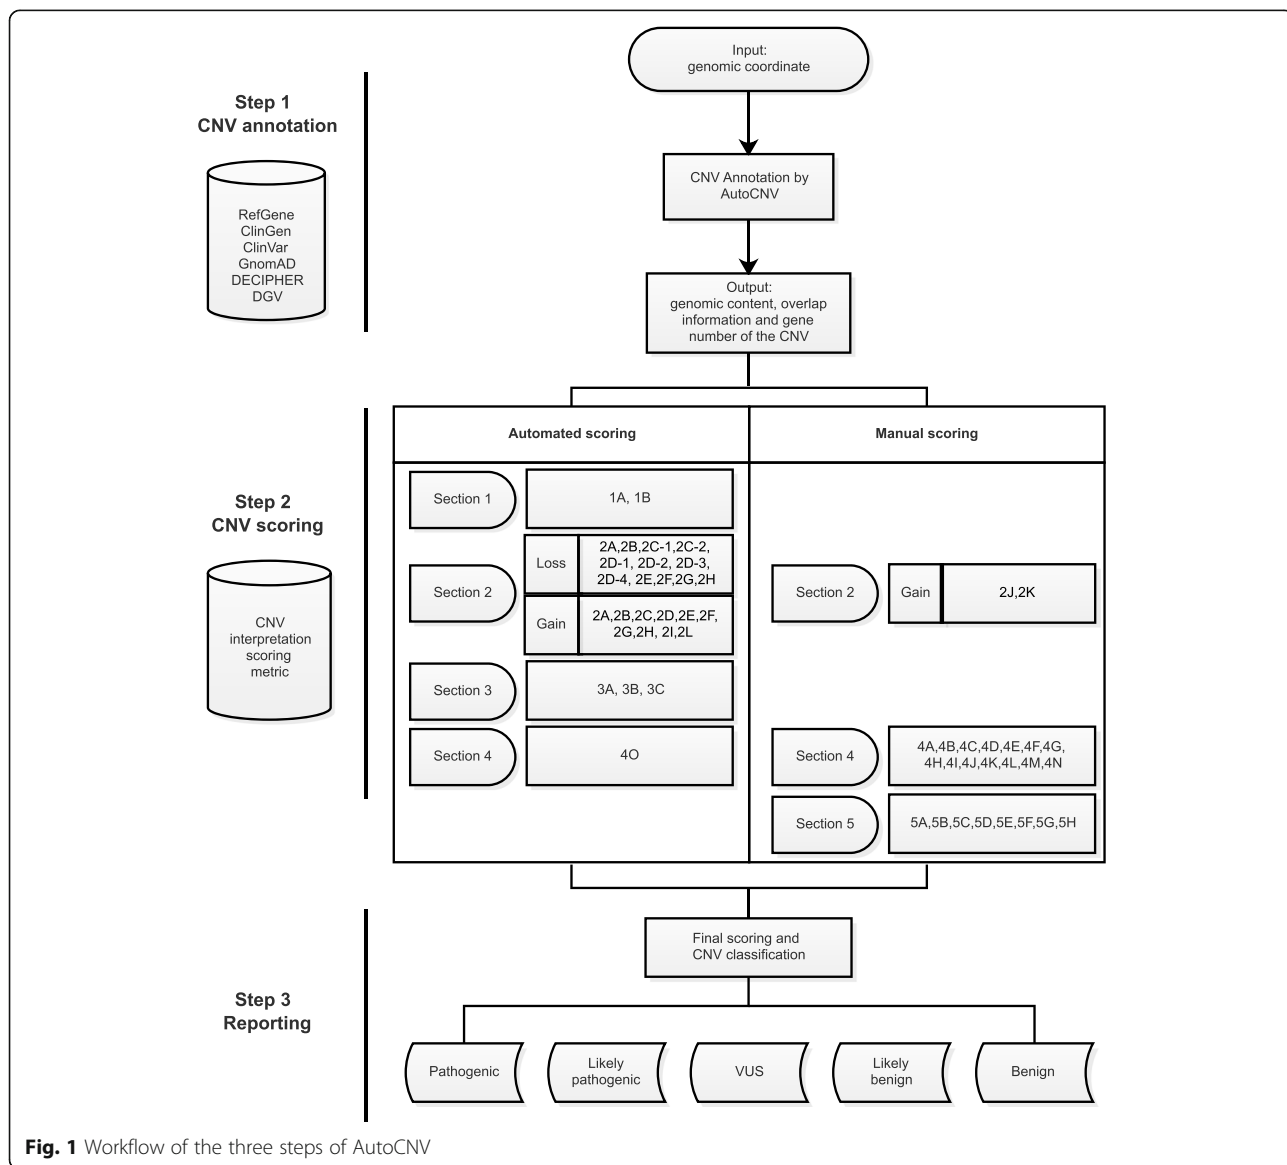 Input:
genomic coordinate
Step 1
CNV annotation
RefGene
ClinGen
ClinVar
GnomAD
DECIPHER
DGV
CNV Annotation by
AutoCNV
Output:
genomic content, overlap
information and gene
number of the CNV
Step 2
CNV scoring
CNV
interpretation
scoring
metric
Automated scoring
Section 1
1A, 1B
Section 2
Loss
2A,2B,2C-1,2C-2,
2D-1, 2D-2, 2D-3,
2D-4, 2E,2F,2G,2H
Gain
2A,2B,2C,2D,2E,2F,
2G,2H, 2I,2L
Section 3
3A, 3B, 3C
Section 4
4O
Manual scoring
Section 2
Gain
2J,2K
Section 4
4A,4B,4C,4D,4E,4F,4G,
4H,4I,4J,4K,4L,4M,4N
Section 5
5A,5B,5C,5D,5E,5F,5G,5H
Step 3
Reporting
Final scoring and
CNV classification
Pathogenic
Likely
pathogenic
VUS
Likely
benign
Benign
Fig. 1 Workflow of the three steps of AutoCNV